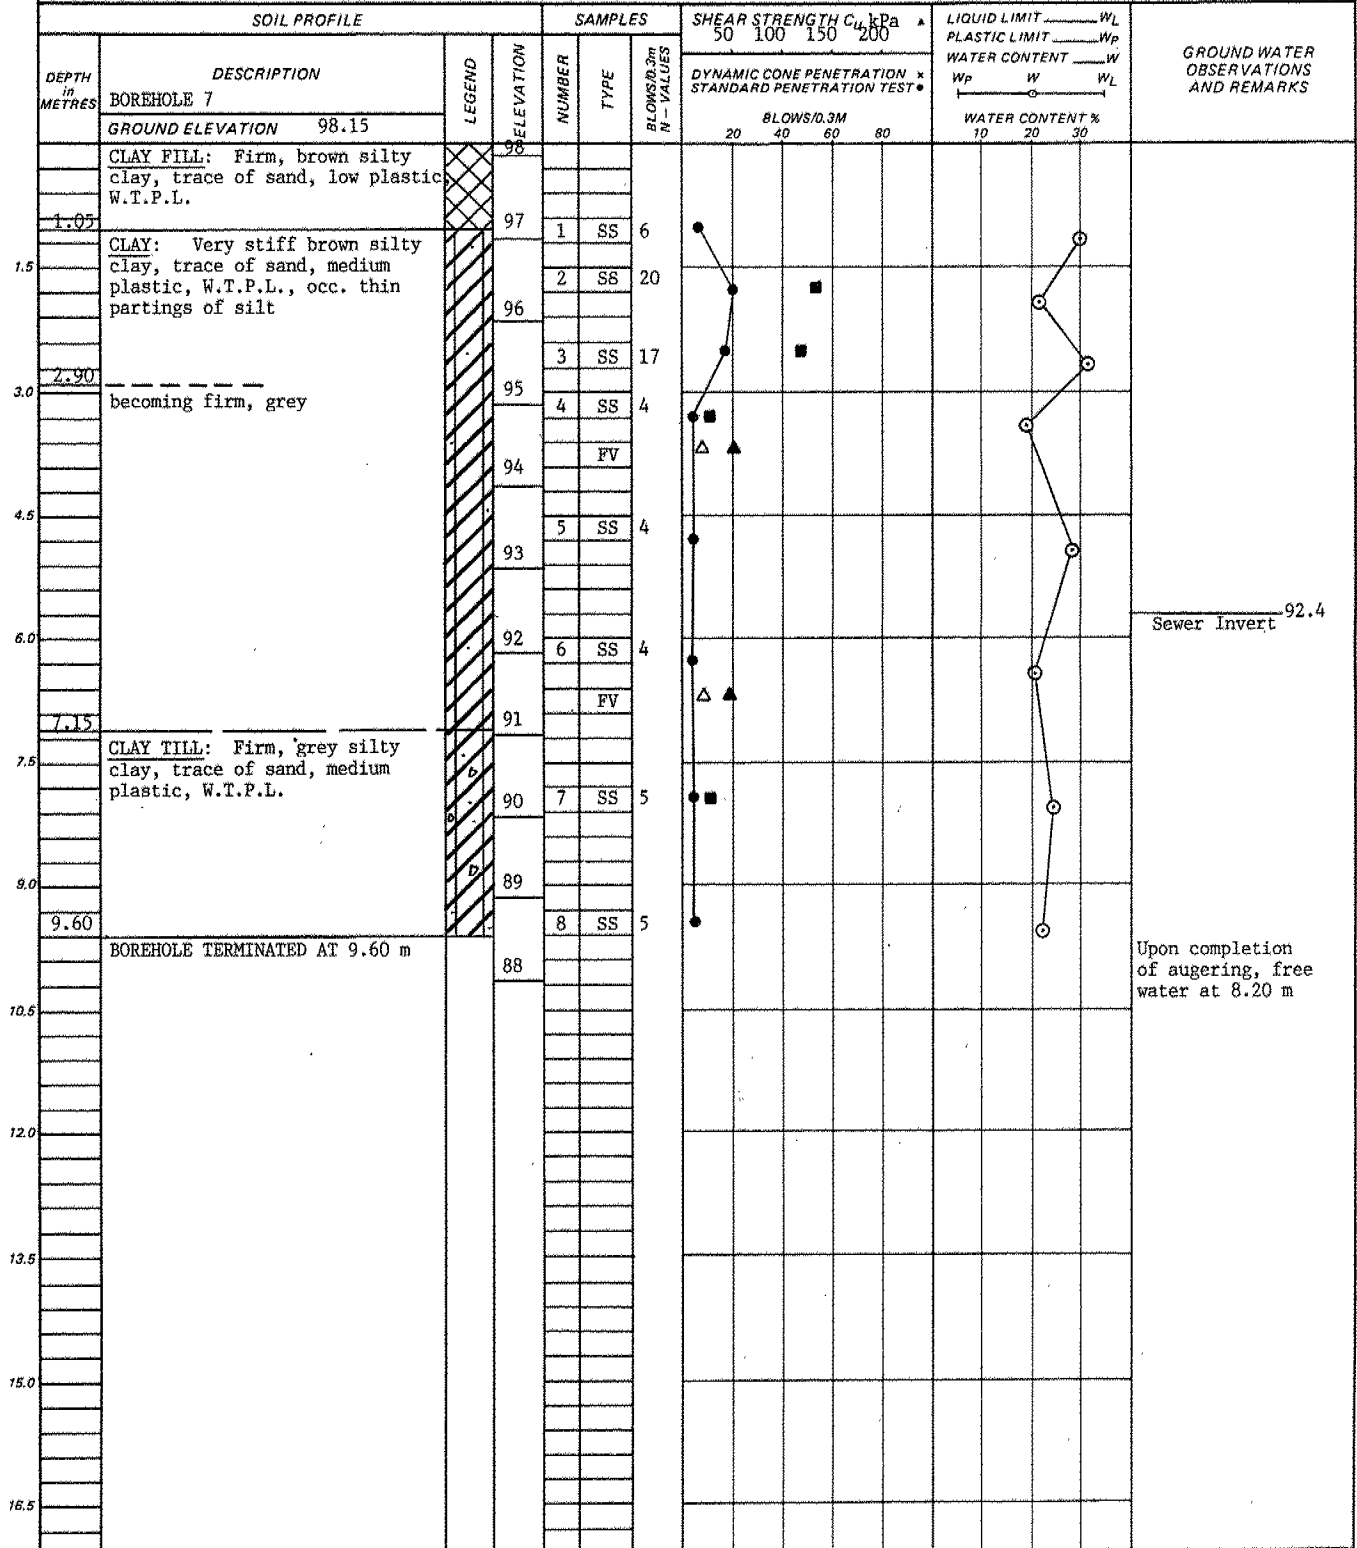 SOIL PROFILE
SAMPLES
SHEAR STRENGTH Cu kPa ▲
50 100 150 200
LIQUID LIMIT WL
PLASTIC LIMIT WP
WATER CONTENT W
WP W WL
WATER CONTENT %
10 20 30
GROUND WATER
OBSERVATIONS
AND REMARKS
DEPTH
in
METRES
DESCRIPTION
BOREHOLE 7
GROUND ELEVATION 98.15
LEGEND
ELEVATION
NUMBER
TYPE
BLOWS/0.3m
N – VALUES
DYNAMIC CONE PENETRATION ×
STANDARD PENETRATION TEST ●
BLOWS/0.3M
20 40 60 80
98
CLAY FILL: Firm, brown silty
clay, trace of sand, low plastic,
W.T.P.L.
1.05
97
1 SS 6
CLAY: Very stiff brown silty
clay, trace of sand, medium
plastic, W.T.P.L., occ. thin
partings of silt
1.5
2 SS 20
96
3 SS 17
2.90
95
3.0
becoming firm, grey
4 SS 4
FV
94
4.5
5 SS 4
93
92.4
Sewer Invert
6.0
92
6 SS 4
FV
91
7.15
CLAY TILL: Firm, grey silty
clay, trace of sand, medium
plastic, W.T.P.L.
7.5
90
7 SS 5
9.0
89
9.60
8 SS 5
BOREHOLE TERMINATED AT 9.60 m
88
Upon completion
of augering, free
water at 8.20 m
10.5
12.0
13.5
15.0
16.5